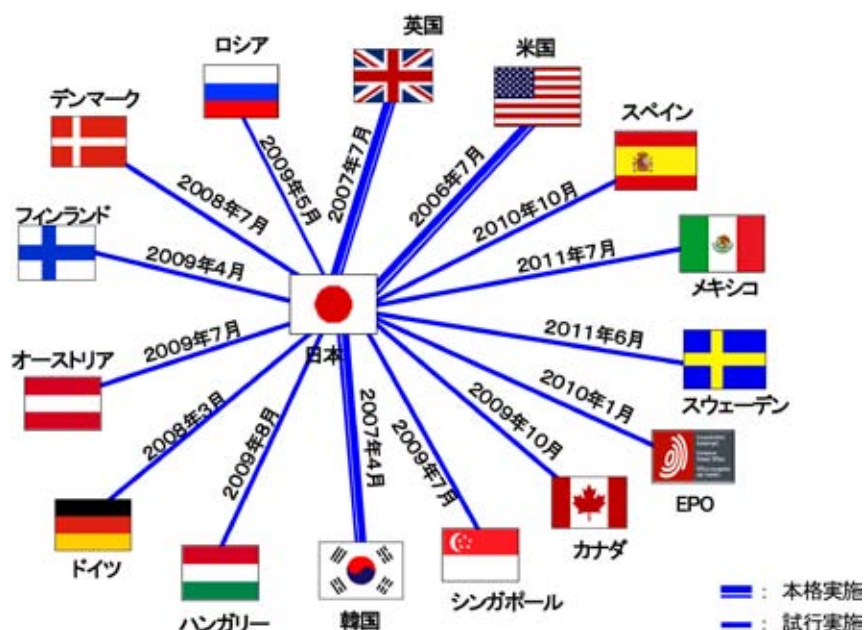 英国
米国
ロシア
スペイン
デンマーク
メキシコ
フィンランド
スウェーデン
オーストリア
EPO
ドイツ
カナダ
ハンガリー
韓国
シンガポール
日本
2007年7月
2006年7月
2009年5月
2010年10月
2008年7月
2011年7月
2009年4月
2011年6月
2009年7月
2010年1月
2008年3月
2009年10月
2009年8月
2007年4月
2009年7月
: 本格実施
: 試行実施